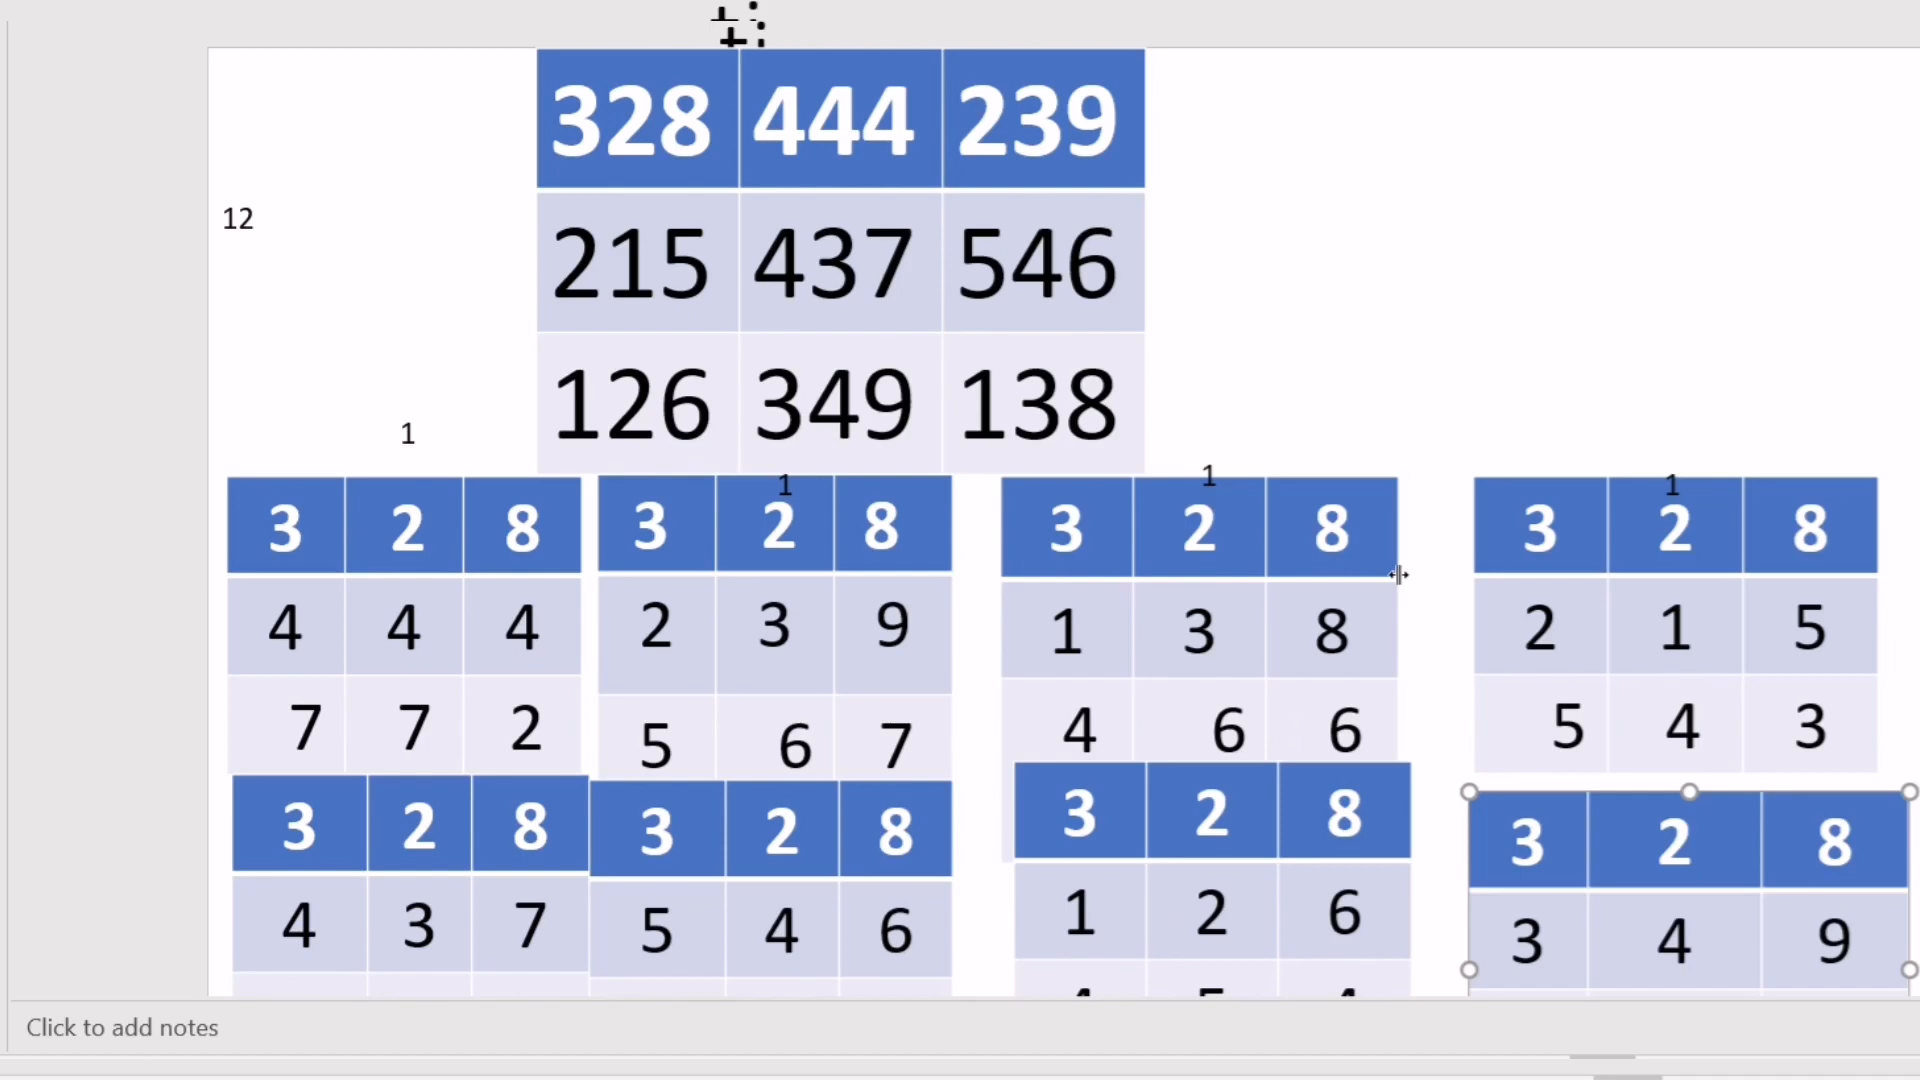 +:
+:
328 444 239
12
215 437 546
126 349 138
1
1
1
1
3 2 8
4 4 4
7 7 2
3 2 8
2 3 9
5 6 7
3 2 8
1 3 8
4 6 6
3 2 8
2 1 5
5 4 3
3 2 8
4 3 7
3 2 8
5 4 6
3 2 8
1 2 6
3 2 8
3 4 9
Click to add notes